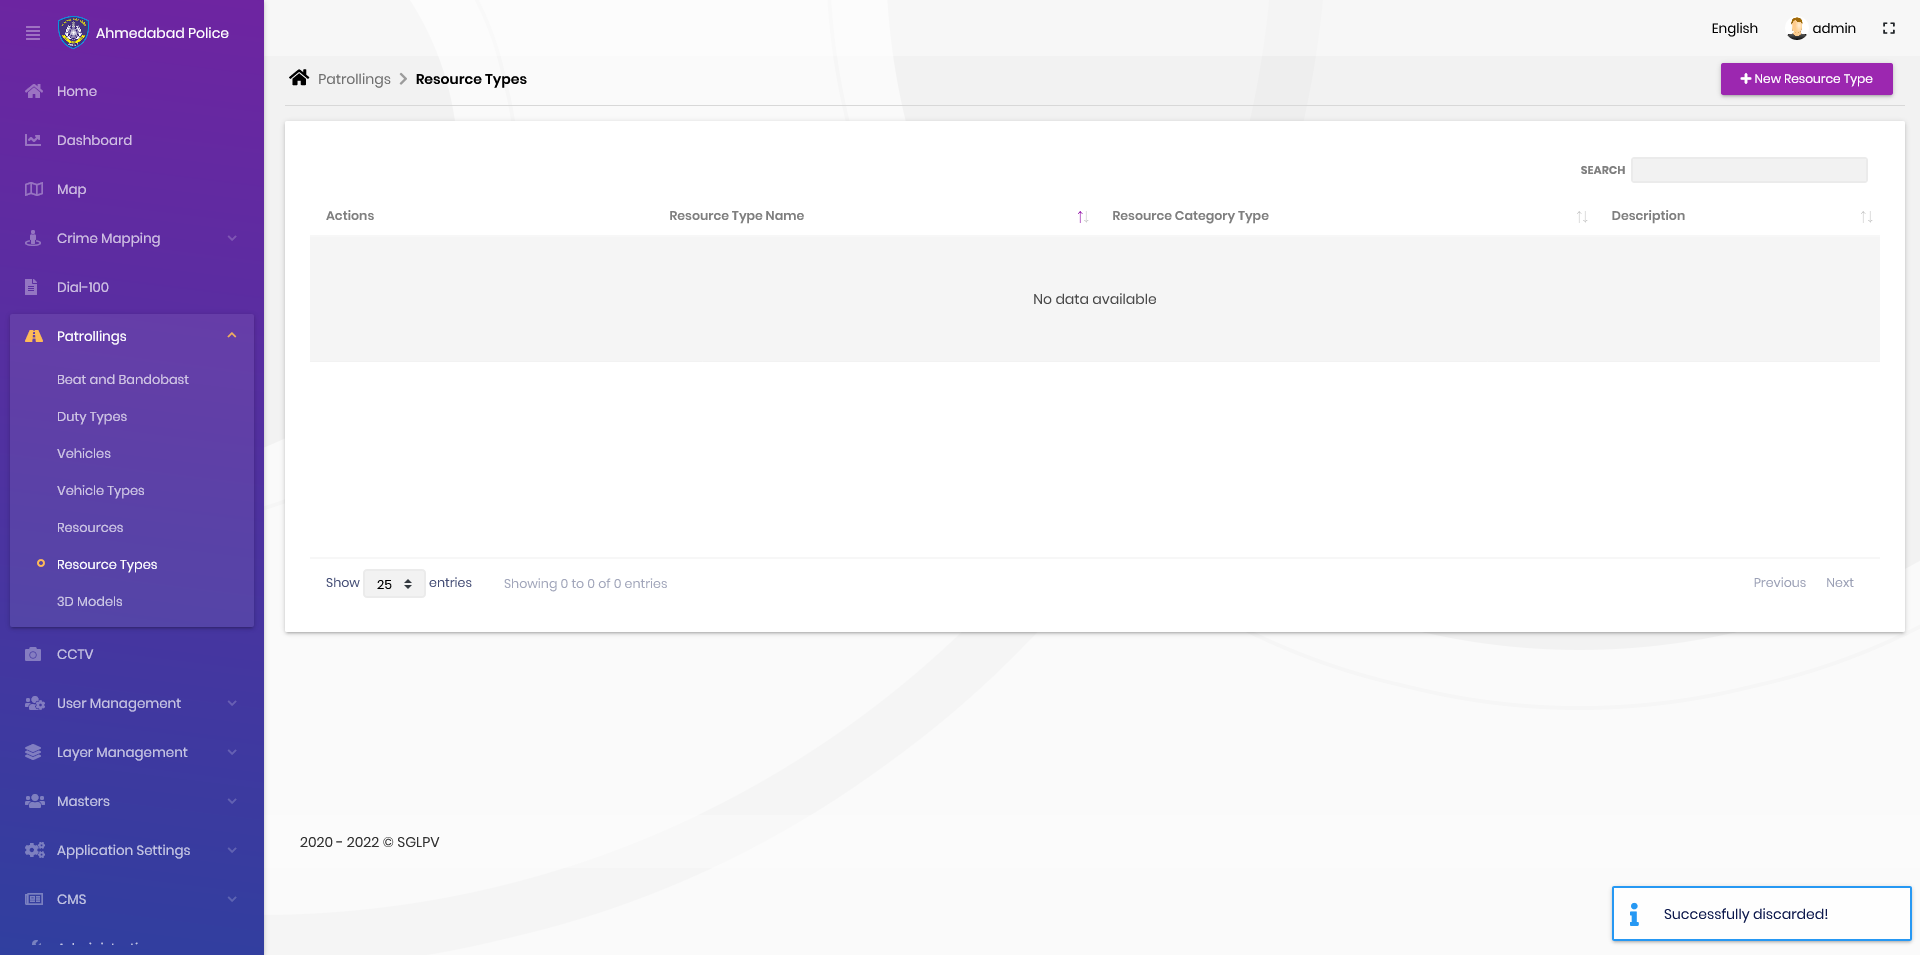 Ahmedabad Police
Home
Dashboard
Map
Crime Mapping
Dial-100
Patrollings
Beat and Bandobast
Duty Types
Vehicles
Vehicle Types
Resources
Resource Types
3D Models
CCTV
User Management
Layer Management
Masters
Application Settings
CMS
English
admin
Patrollings Resource Types
New Resource Type
SEARCH
Actions Resource Type Name Resource Category Type Description
No data available
Show 25 entries Showing 0 to 0 of 0 entries Previous Next
2020 - 2022 © SGLPV
Successfully discarded!